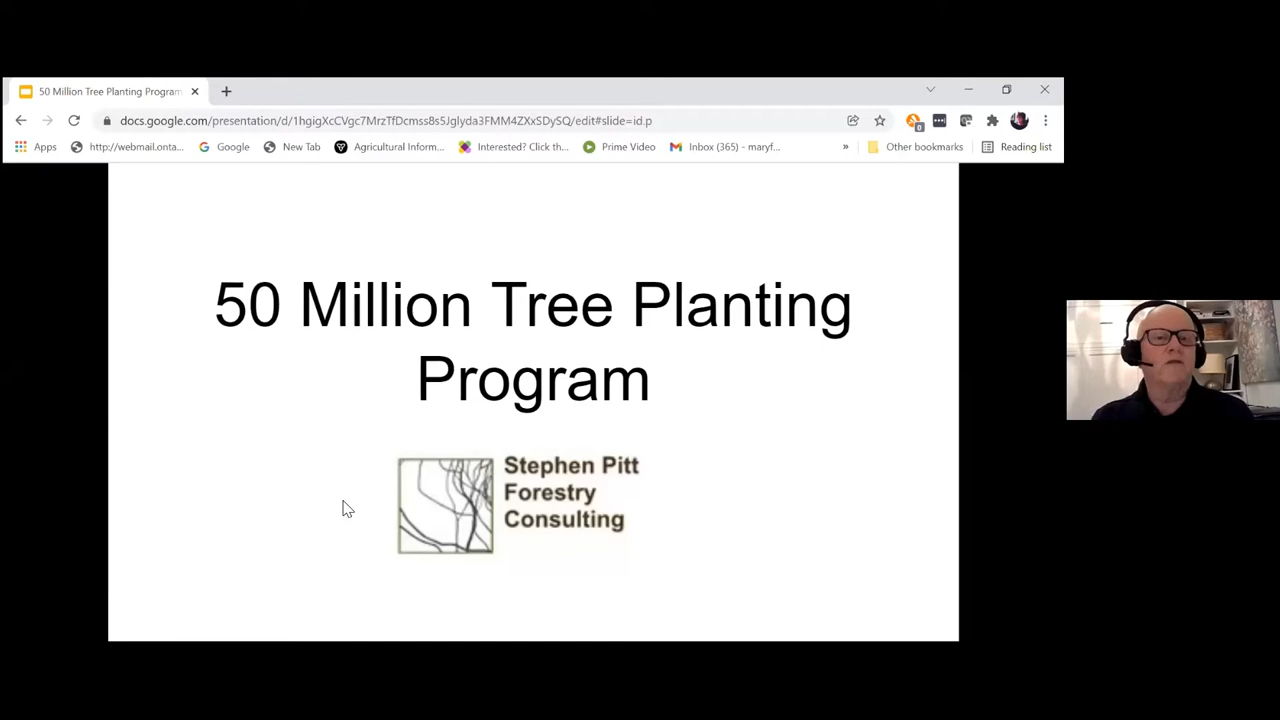 50 Million Tree Planting Program
docs.google.com/presentation/d/1hgigXcCVgc7MrzTfDcmss8s5Jglyda3FMM4ZXxSDySQ/edit#slide=id.p
0
Apps
http://webmail.onta...
Google
New Tab
Agricultural Inform...
Interested? Click th...
Prime Video
Inbox (365) - maryf...
»
Other bookmarks
Reading list
50 Million Tree Planting
Program
Stephen Pitt
Forestry
Consulting